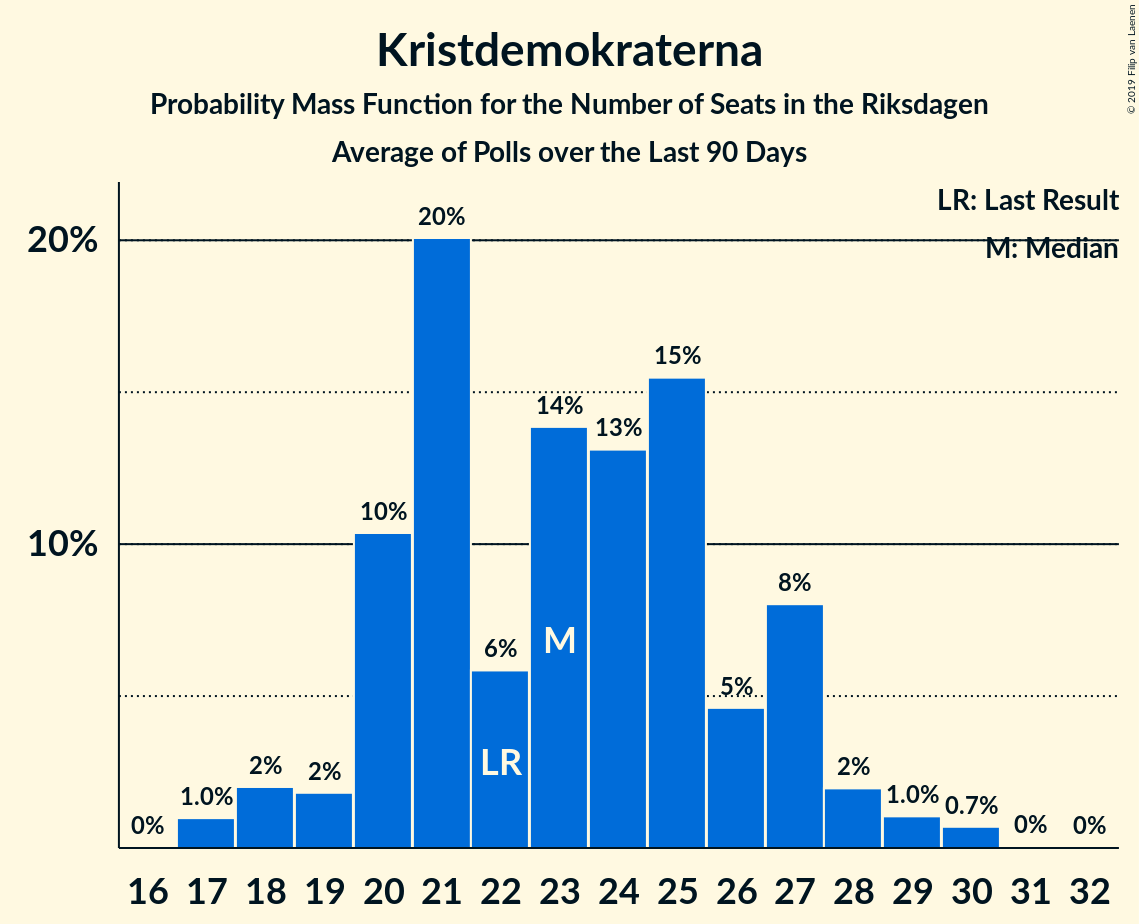 Kristdemokraterna
Probability Mass Function for the Number of Seats in the Riksdagen
Average of Polls over the Last 90 Days
© 2019 Filip van Laenen
LR: Last Result
M: Median
20%
10%
0%
1.0%
2%
2%
10%
20%
6%
14%
13%
15%
5%
8%
2%
1.0%
0.7%
0%
0%
LR
M
16 17 18 19 20 21 22 23 24 25 26 27 28 29 30 31 32